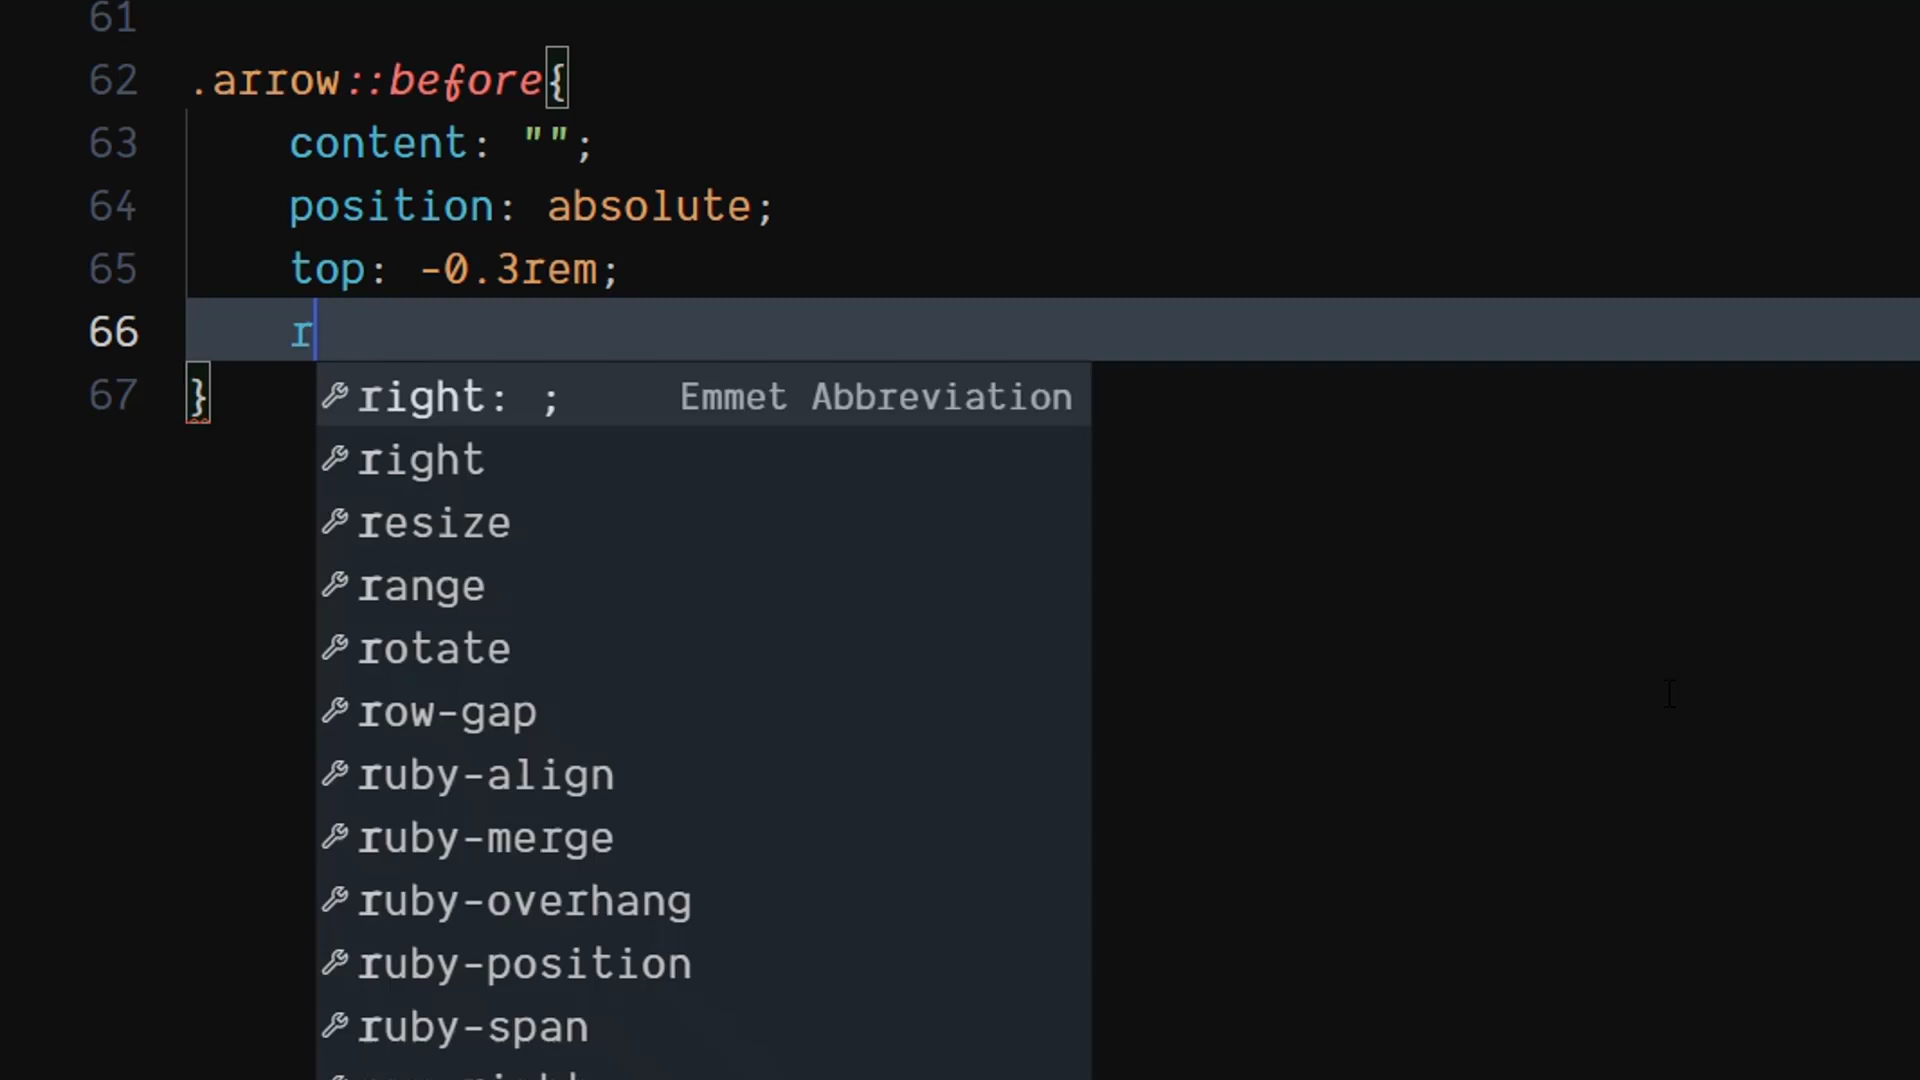 61
62 .arrow::before{
63 content: "";
64 position: absolute;
65 top: -0.3rem;
66 r
67 }
right: ; Emmet Abbreviation
right
resize
range
rotate
row-gap
ruby-align
ruby-merge
ruby-overhang
ruby-position
ruby-span